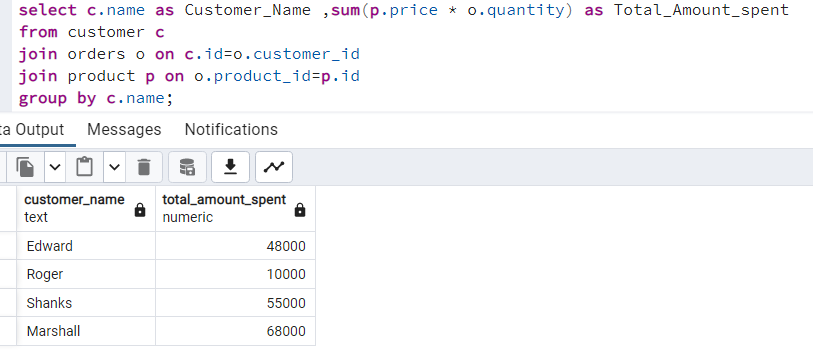 select c.name as Customer_Name ,sum(p.price * o.quantity) as Total_Amount_spent
from customer c
join orders o on c.id=o.customer_id
join product p on o.product_id=p.id
group by c.name;
ta Output Messages Notifications
customer_name total_amount_spent
text numeric
Edward 48000
Roger 10000
Shanks 55000
Marshall 68000